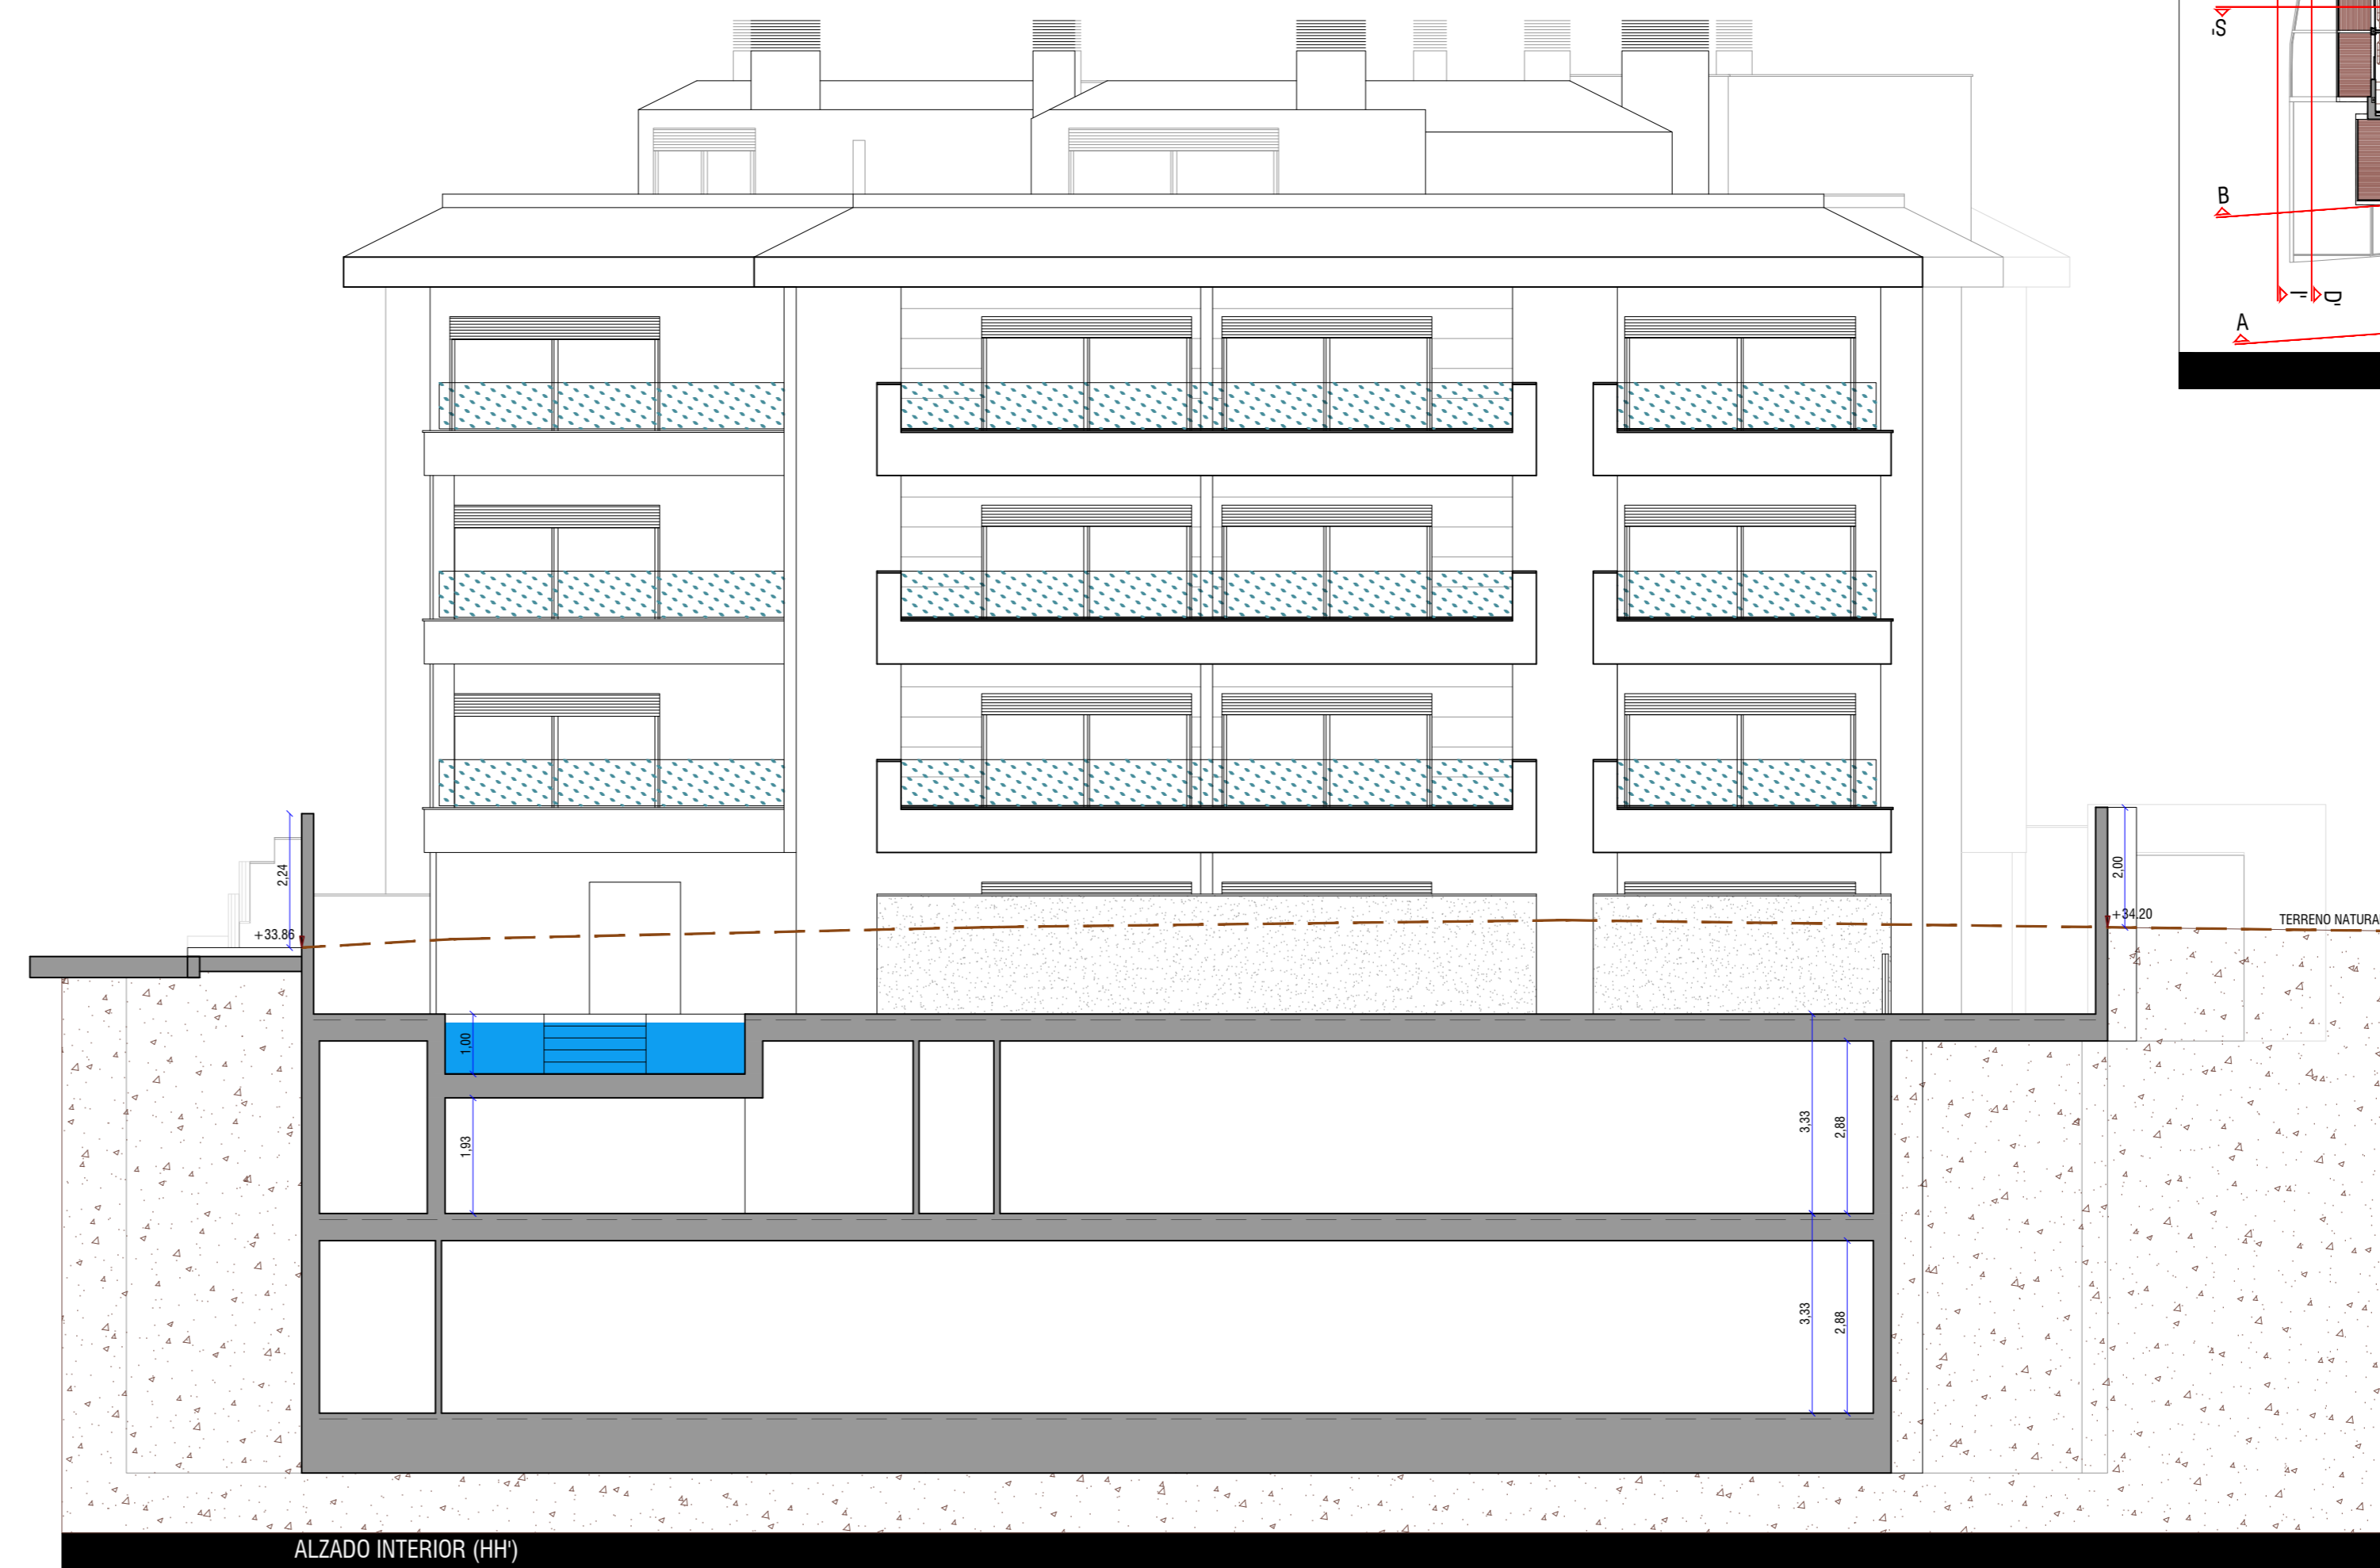 'S
B
I'
D'
A
2,24
+33.86
2,00
+34.20
TERRENO NATURA
1,00
1,93
3,33
2,88
3,33
2,88
ALZADO INTERIOR (HH')